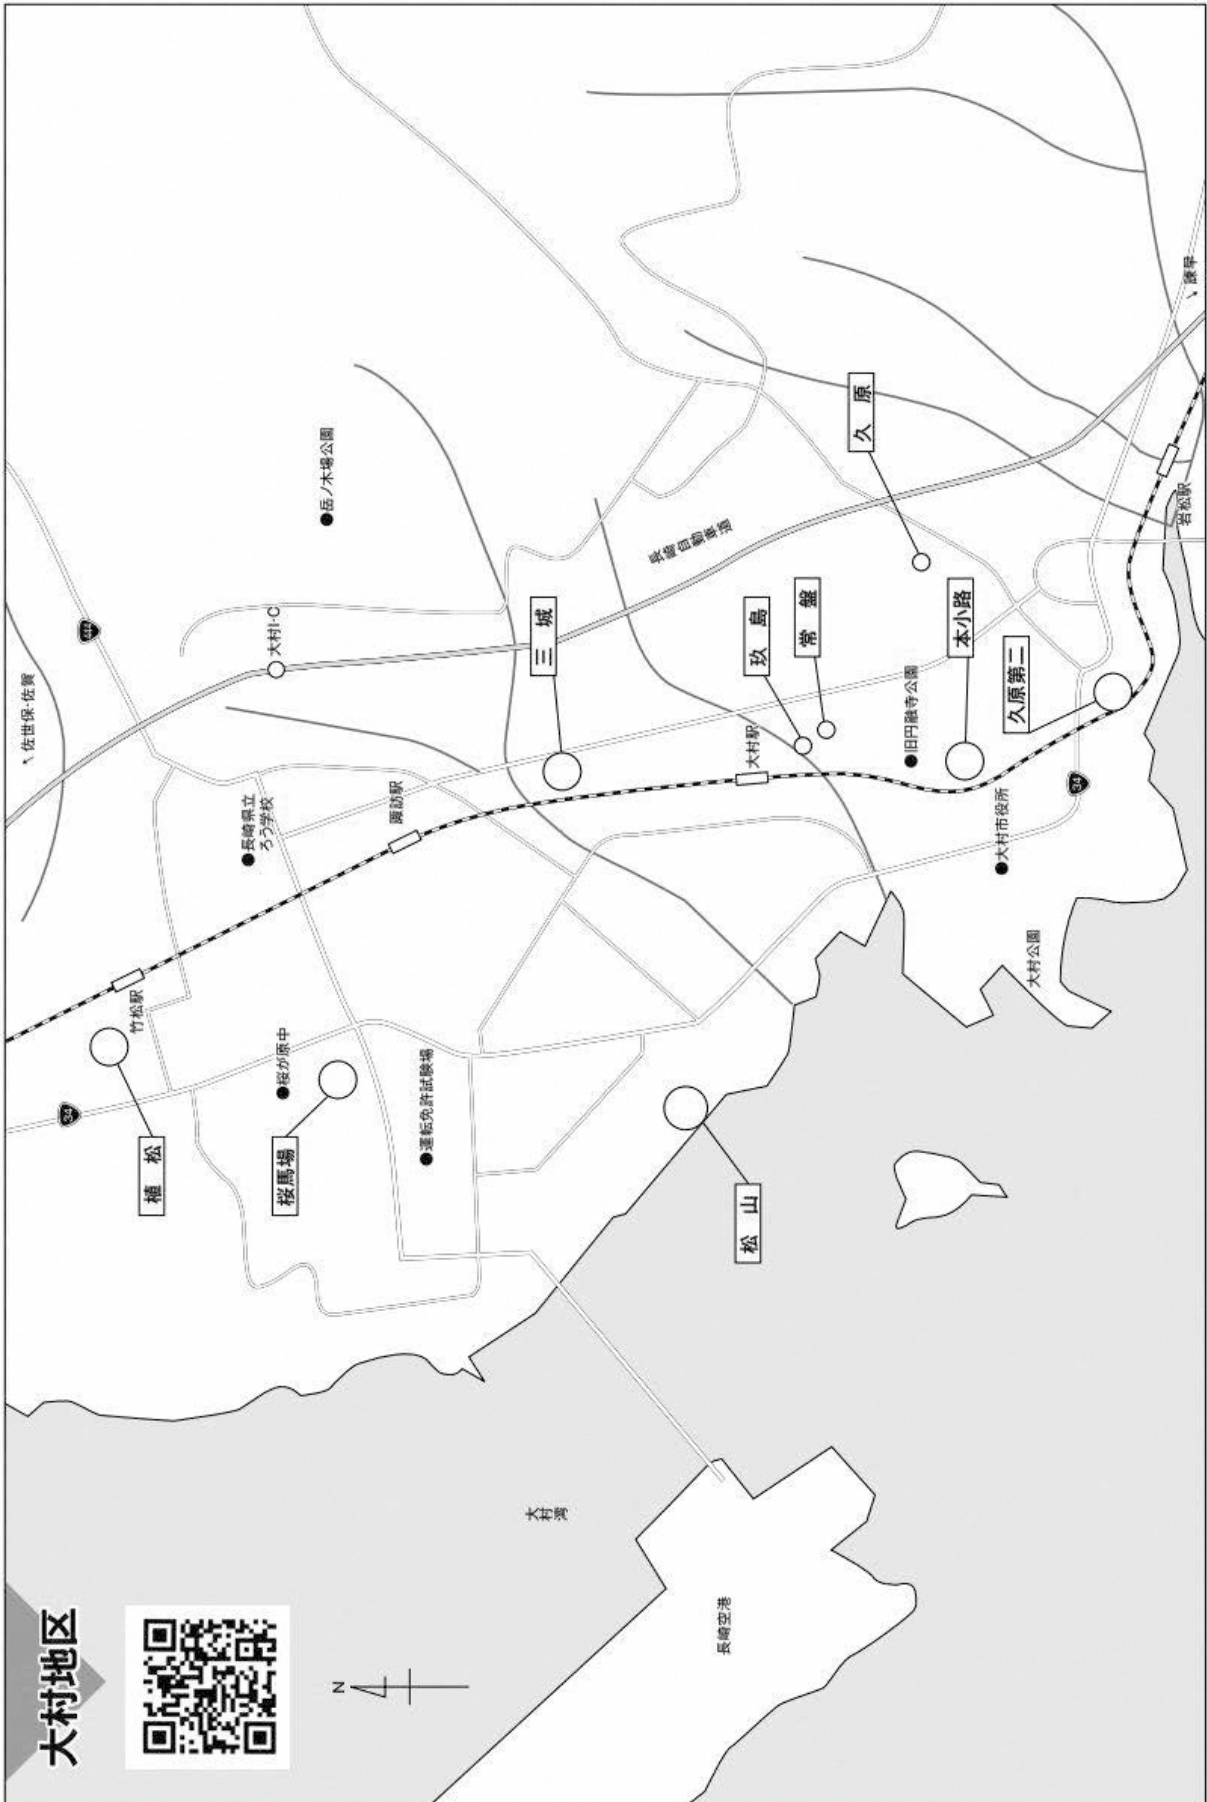 大村地区
N
大村湾
長崎空港
↖佐世保・佐賀
444
大村I・C
岳ノ木場公園
長崎県立
ろう学校
諏訪駅
竹松駅
34
桜が原中
運転免許試験場
植松
桜馬場
松山
三城
長崎自動車道
玖島
常盤
久原
大村駅
旧円融寺公園
本小路
久原第二
34
大村市役所
大村公園
岩松駅
↘諫早